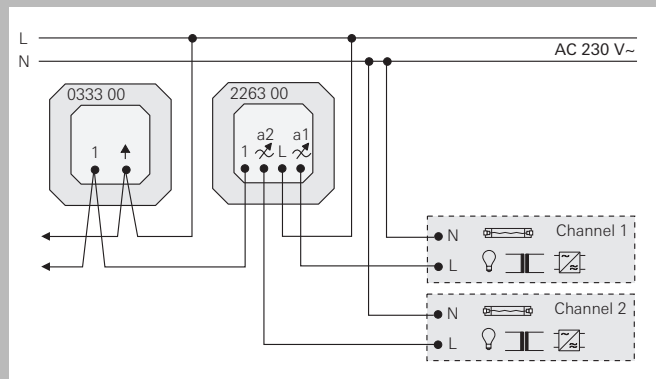 L
N
AC 230 V~
0333 00
2263 00
a2 a1
1
1 L
N Channel 1
L
N Channel 2
L